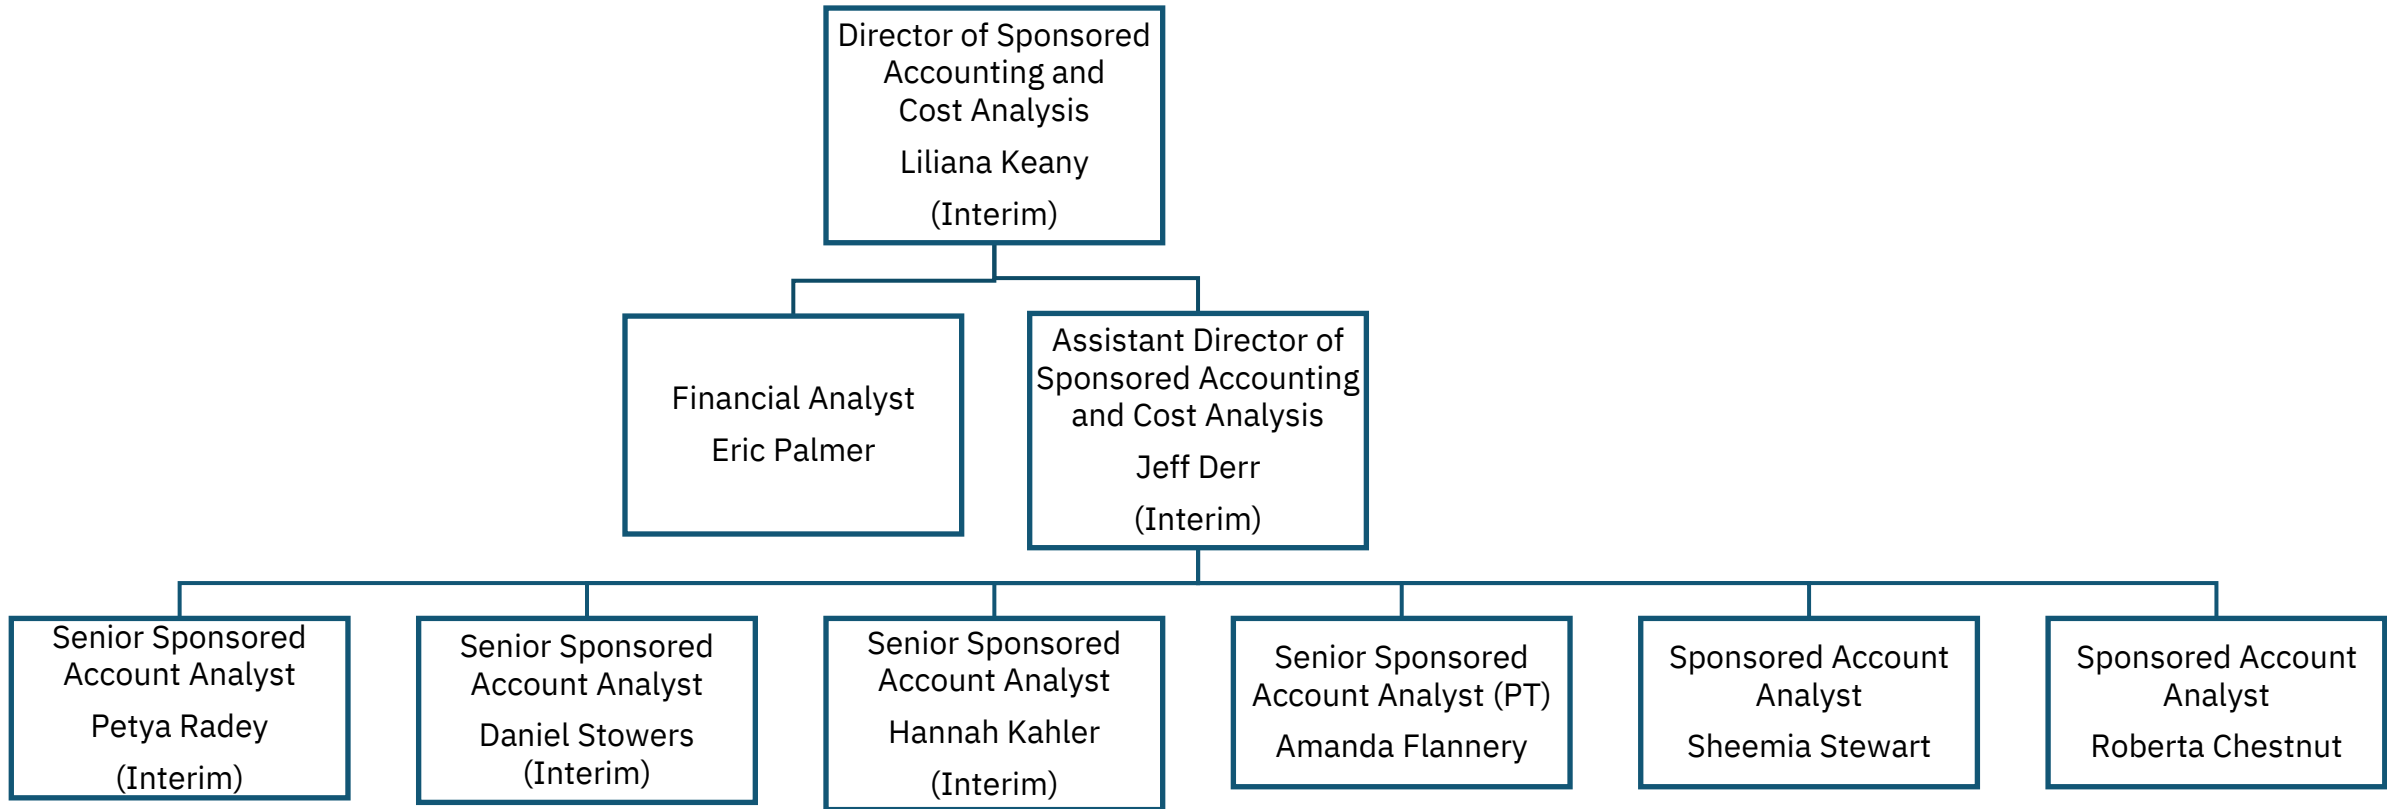 Director of Sponsored
Accounting and
Cost Analysis
Liliana Keany
(Interim)
Financial Analyst
Eric Palmer
Assistant Director of
Sponsored Accounting
and Cost Analysis
Jeff Derr
(Interim)
Senior Sponsored
Account Analyst
Petya Radey
(Interim)
Senior Sponsored
Account Analyst
Daniel Stowers
(Interim)
Senior Sponsored
Account Analyst
Hannah Kahler
(Interim)
Senior Sponsored
Account Analyst (PT)
Amanda Flannery
Sponsored Account
Analyst
Sheemia Stewart
Sponsored Account
Analyst
Roberta Chestnut